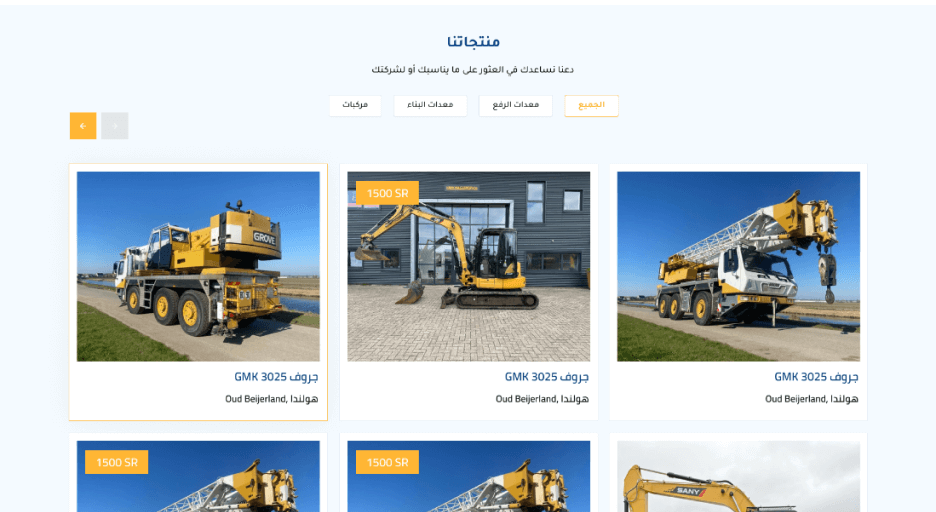 منتجاتنا
دعنا نساعدك في العثور على ما يناسبك أو لشركتك
الجميع
معدات الرفع
معدات البناء
مركبات
GROVE
جروف GMK 3025
هولندا ,Oud Beijerland
1500 SR
جروف GMK 3025
هولندا ,Oud Beijerland
جروف GMK 3025
هولندا ,Oud Beijerland
1500 SR
1500 SR
SANY